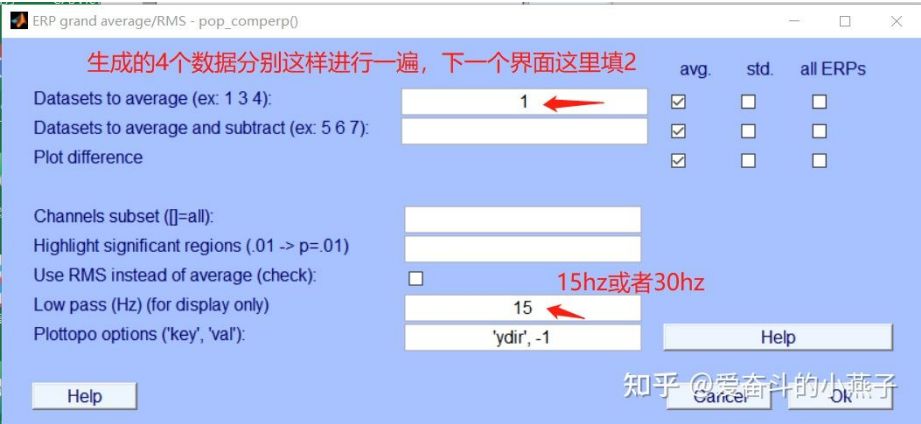 ERP grand average/RMS - pop_comperp()
生成的4个数据分别这样进行一遍，下一个界面这里填2
avg. std. all ERPs
Datasets to average (ex: 1 3 4):
1
Datasets to average and subtract (ex: 5 6 7):
Plot difference
Channels subset ([]=all):
Highlight significant regions (.01 -> p=.01)
Use RMS instead of average (check):
15hz或者30hz
Low pass (Hz) (for display only)
15
Plottopo options ('key', 'val'):
'ydir', -1
Help
知乎 @爱奋斗的小燕子
Help
Cancel
Ok